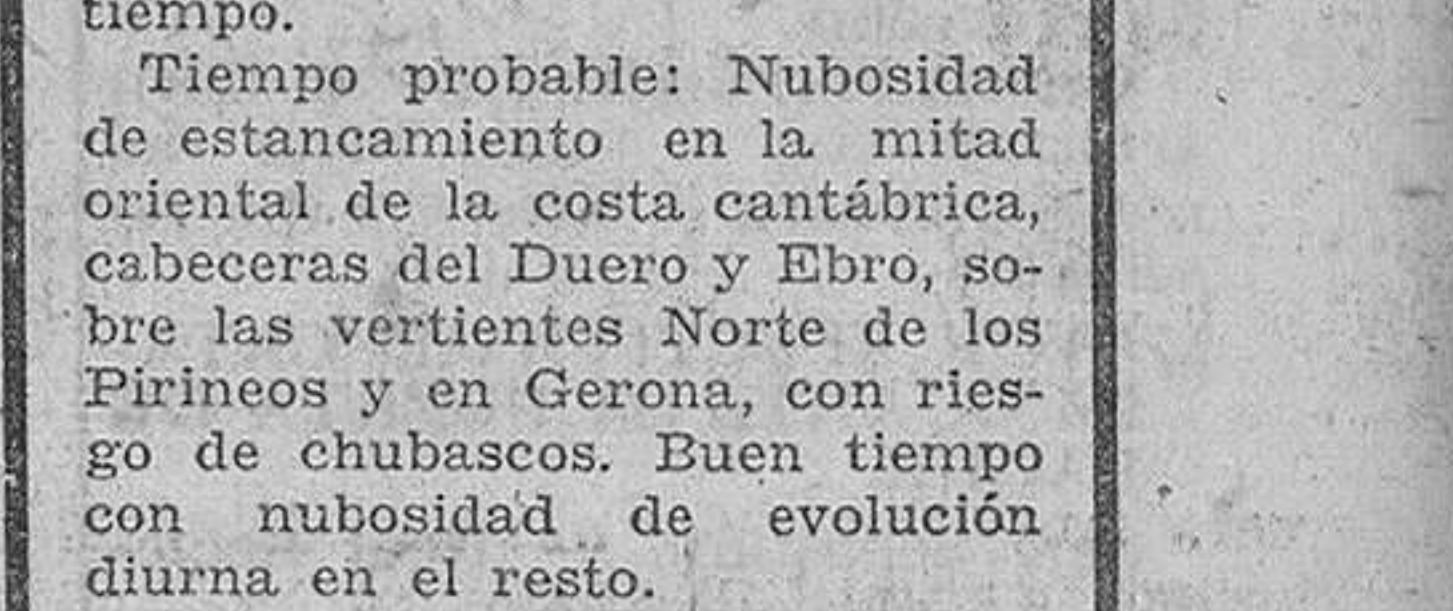 tiempo.
Tiempo probable: Nubosidad
de estancamiento en la mitad
oriental de la costa cantábrica,
cabeceras del Duero y Ebro, so-
bre las vertientes Norte de los
Pirineos y en Gerona, con ries-
go de chubascos. Buen tiempo
con nubosidad de evolución
diurna en el resto.